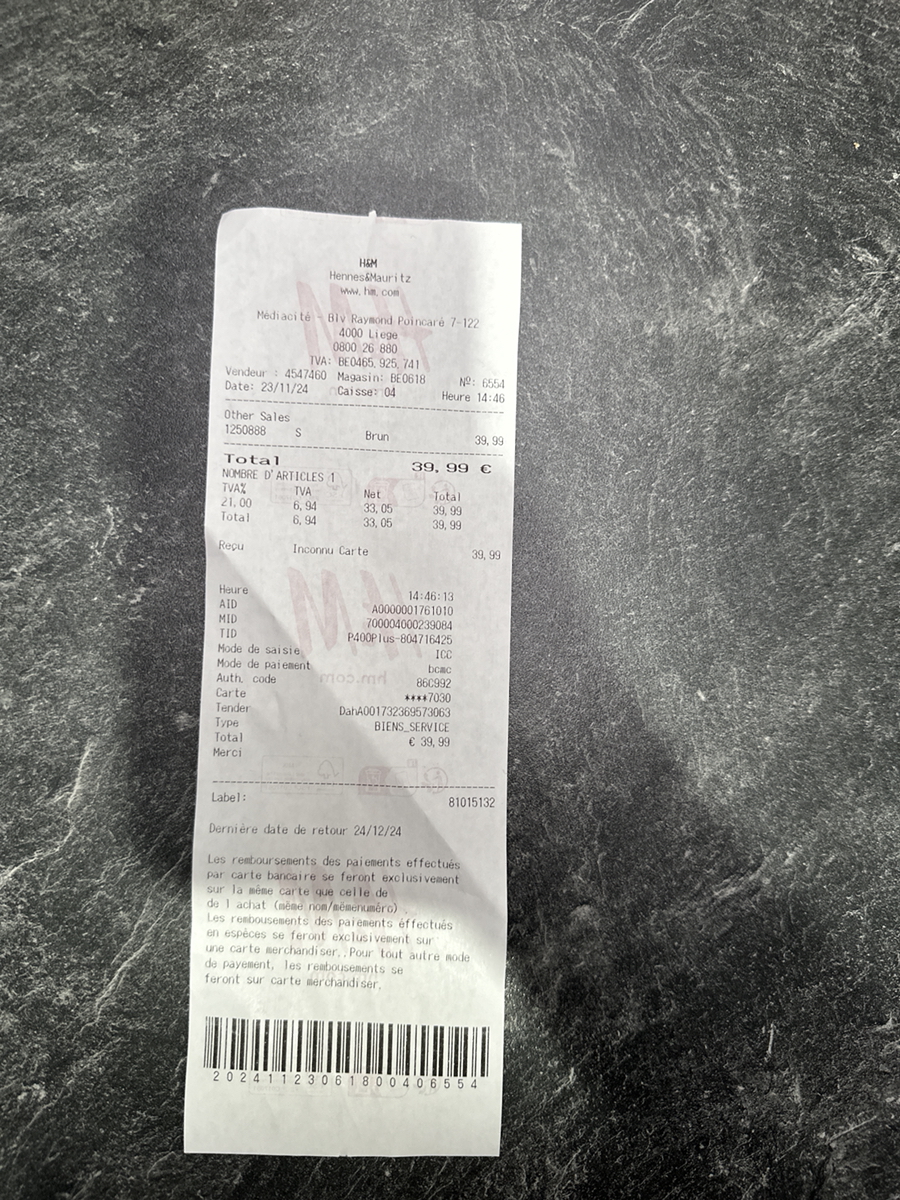 H&M
Hennes&Mauritz
www.hm.com
Médiacité - Blv Raymond Poincaré 7-122
4000 Liege
0800 26 880
TVA: BE0465.925.741
Vendeur : 4547460 Magasin: BE0618 Nº: 6554
Date: 23/11/24 Caisse: 04 Heure 14:46
Other Sales
1250888 S Brun 39,99
Total 39,99 €
NOMBRE D'ARTICLES 1
TVA% TVA Net Total
21,00 6,94 33,05 39,99
Total 6,94 33,05 39,99
Reçu Inconnu Carte 39,99
Heure 14:46:13
AID A0000001761010
MID 700004000239084
TID P400Plus-804716425
Mode de saisie ICC
Mode de paiement bcmc
Auth. code 86C992
Carte ****7030
Tender DahA001732369573063
Type BIENS_SERVICE
Total € 39,99
Merci
Label: 81015132
Dernière date de retour 24/12/24
Les remboursements des paiements effectués
par carte bancaire se feront exclusivement
sur la même carte que celle de
de l achat (même nom/mêmenuméro) .
Les rembousements des paiements éffectués
en espèces se feront exclusivement sur
une carte merchandiser..Pour tout autre mode
de payement, les rembousements se
feront sur carte merchandiser.
20241123061800406554